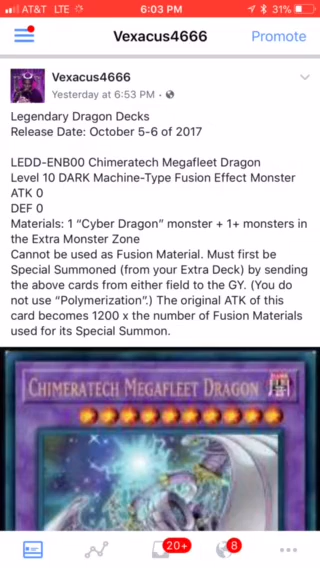 AT&T LTE 6:03 PM 31%
Vexacus4666 Promote
Vexacus4666
Yesterday at 6:53 PM ·
Legendary Dragon Decks
Release Date: October 5-6 of 2017
LEDD-ENB00 Chimeratech Megafleet Dragon
Level 10 DARK Machine-Type Fusion Effect Monster
ATK 0
DEF 0
Materials: 1 “Cyber Dragon” monster + 1+ monsters in
the Extra Monster Zone
Cannot be used as Fusion Material. Must first be
Special Summoned (from your Extra Deck) by sending
the above cards from either field to the GY. (You do
not use “Polymerization”.) The original ATK of this
card becomes 1200 x the number of Fusion Materials
used for its Special Summon.
CHIMERATECH MEGAFLEET DRAGON
20+ 8